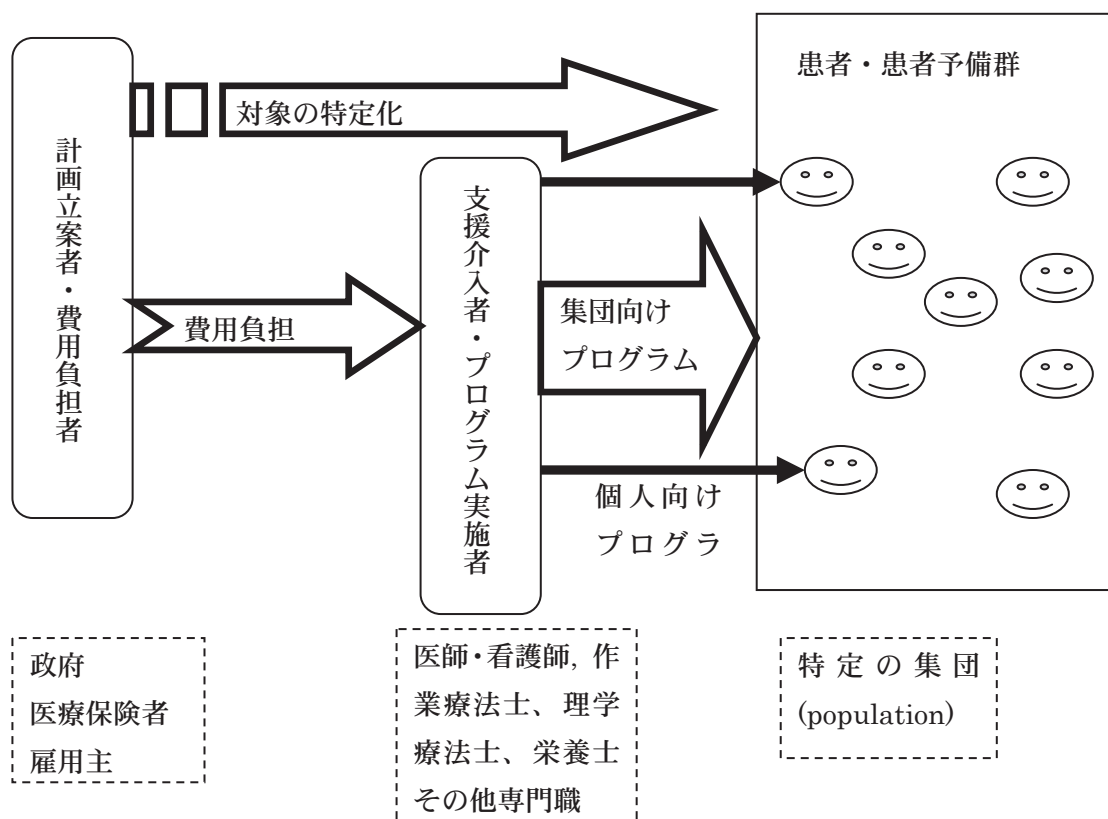 患者・患者予備群
対象の特定化
計画立案者・費用負担者
支援介入者・プログラム実施者
費用負担
集団向け
プログラム
個人向け
プログラ
政府
医療保険者
雇用主
医師・看護師, 作
業療法士、理学
療法士、栄養士
その他専門職
特定の集団
(population)